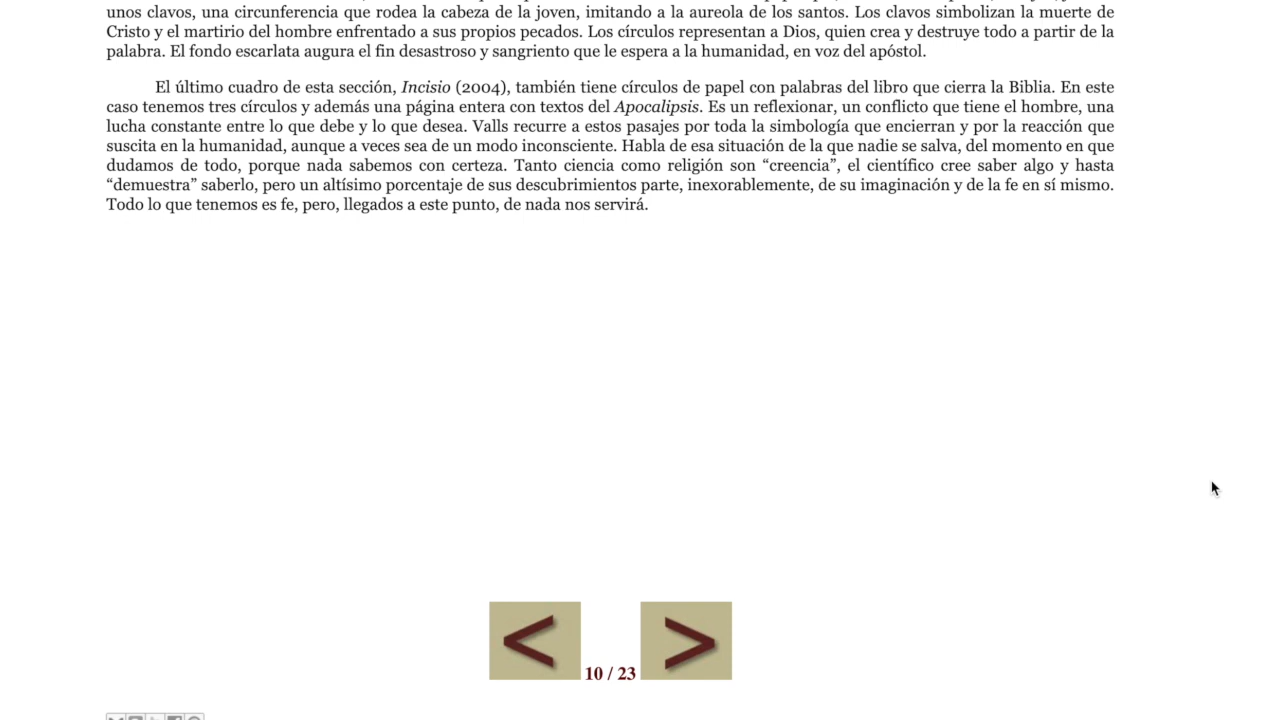 unos clavos, una circunferencia que rodea la cabeza de la joven, imitando a la aureola de los santos. Los clavos simbolizan la muerte de
Cristo y el martirio del hombre enfrentado a sus propios pecados. Los círculos representan a Dios, quien crea y destruye todo a partir de la
palabra. El fondo escarlata augura el fin desastroso y sangriento que le espera a la humanidad, en voz del apóstol.
El último cuadro de esta sección, Incisio (2004), también tiene círculos de papel con palabras del libro que cierra la Biblia. En este
caso tenemos tres círculos y además una página entera con textos del Apocalipsis. Es un reflexionar, un conflicto que tiene el hombre, una
lucha constante entre lo que debe y lo que desea. Valls recurre a estos pasajes por toda la simbología que encierran y por la reacción que
suscita en la humanidad, aunque a veces sea de un modo inconsciente. Habla de esa situación de la que nadie se salva, del momento en que
dudamos de todo, porque nada sabemos con certeza. Tanto ciencia como religión son “creencia”, el científico cree saber algo y hasta
“demuestra” saberlo, pero un altísimo porcentaje de sus descubrimientos parte, inexorablemente, de su imaginación y de la fe en sí mismo.
Todo lo que tenemos es fe, pero, llegados a este punto, de nada nos servirá.
< 10 / 23 >